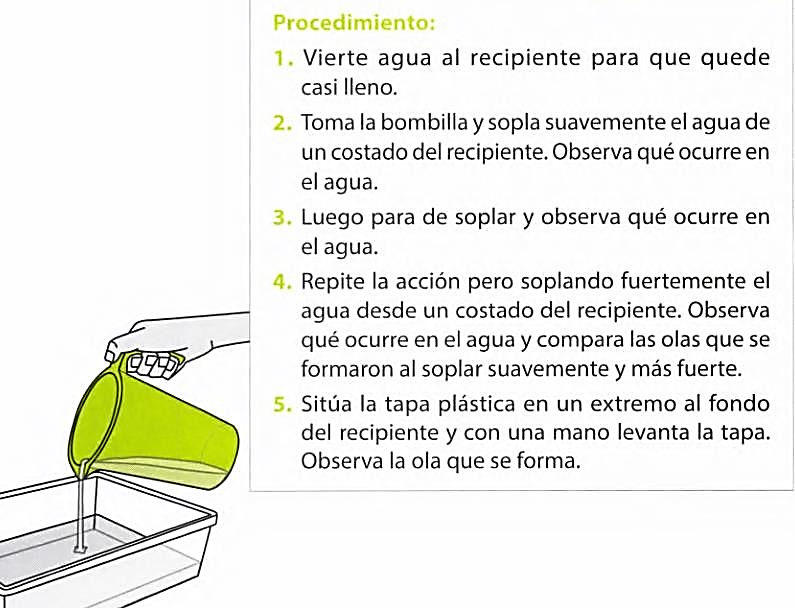 Procedimiento:
1. Vierte agua al recipiente para que quede
casi lleno.
2. Toma la bombilla y sopla suavemente el agua de
un costado del recipiente. Observa qué ocurre en
el agua.
3. Luego para de soplar y observa qué ocurre en
el agua.
4. Repite la acción pero soplando fuertemente el
agua desde un costado del recipiente. Observa
qué ocurre en el agua y compara las olas que se
formaron al soplar suavemente y más fuerte.
5. Sitúa la tapa plástica en un extremo al fondo
del recipiente y con una mano levanta la tapa.
Observa la ola que se forma.